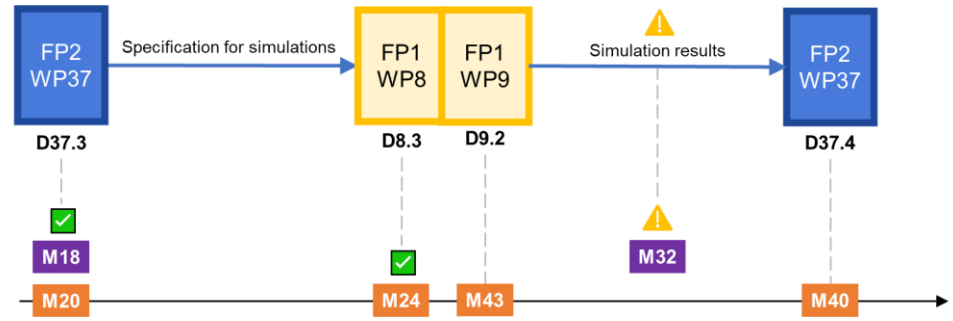 FP2
WP37
Specification for simulations
FP1
WP8
FP1
WP9
Simulation results
FP2
WP37
D37.3
D8.3
D9.2
D37.4
M18
M32
M20
M24
M43
M40